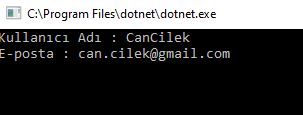 C:\Program Files\dotnet\dotnet.exe
Kullanıcı Adı : CanCilek
E-posta : can.cilek@gmail.com